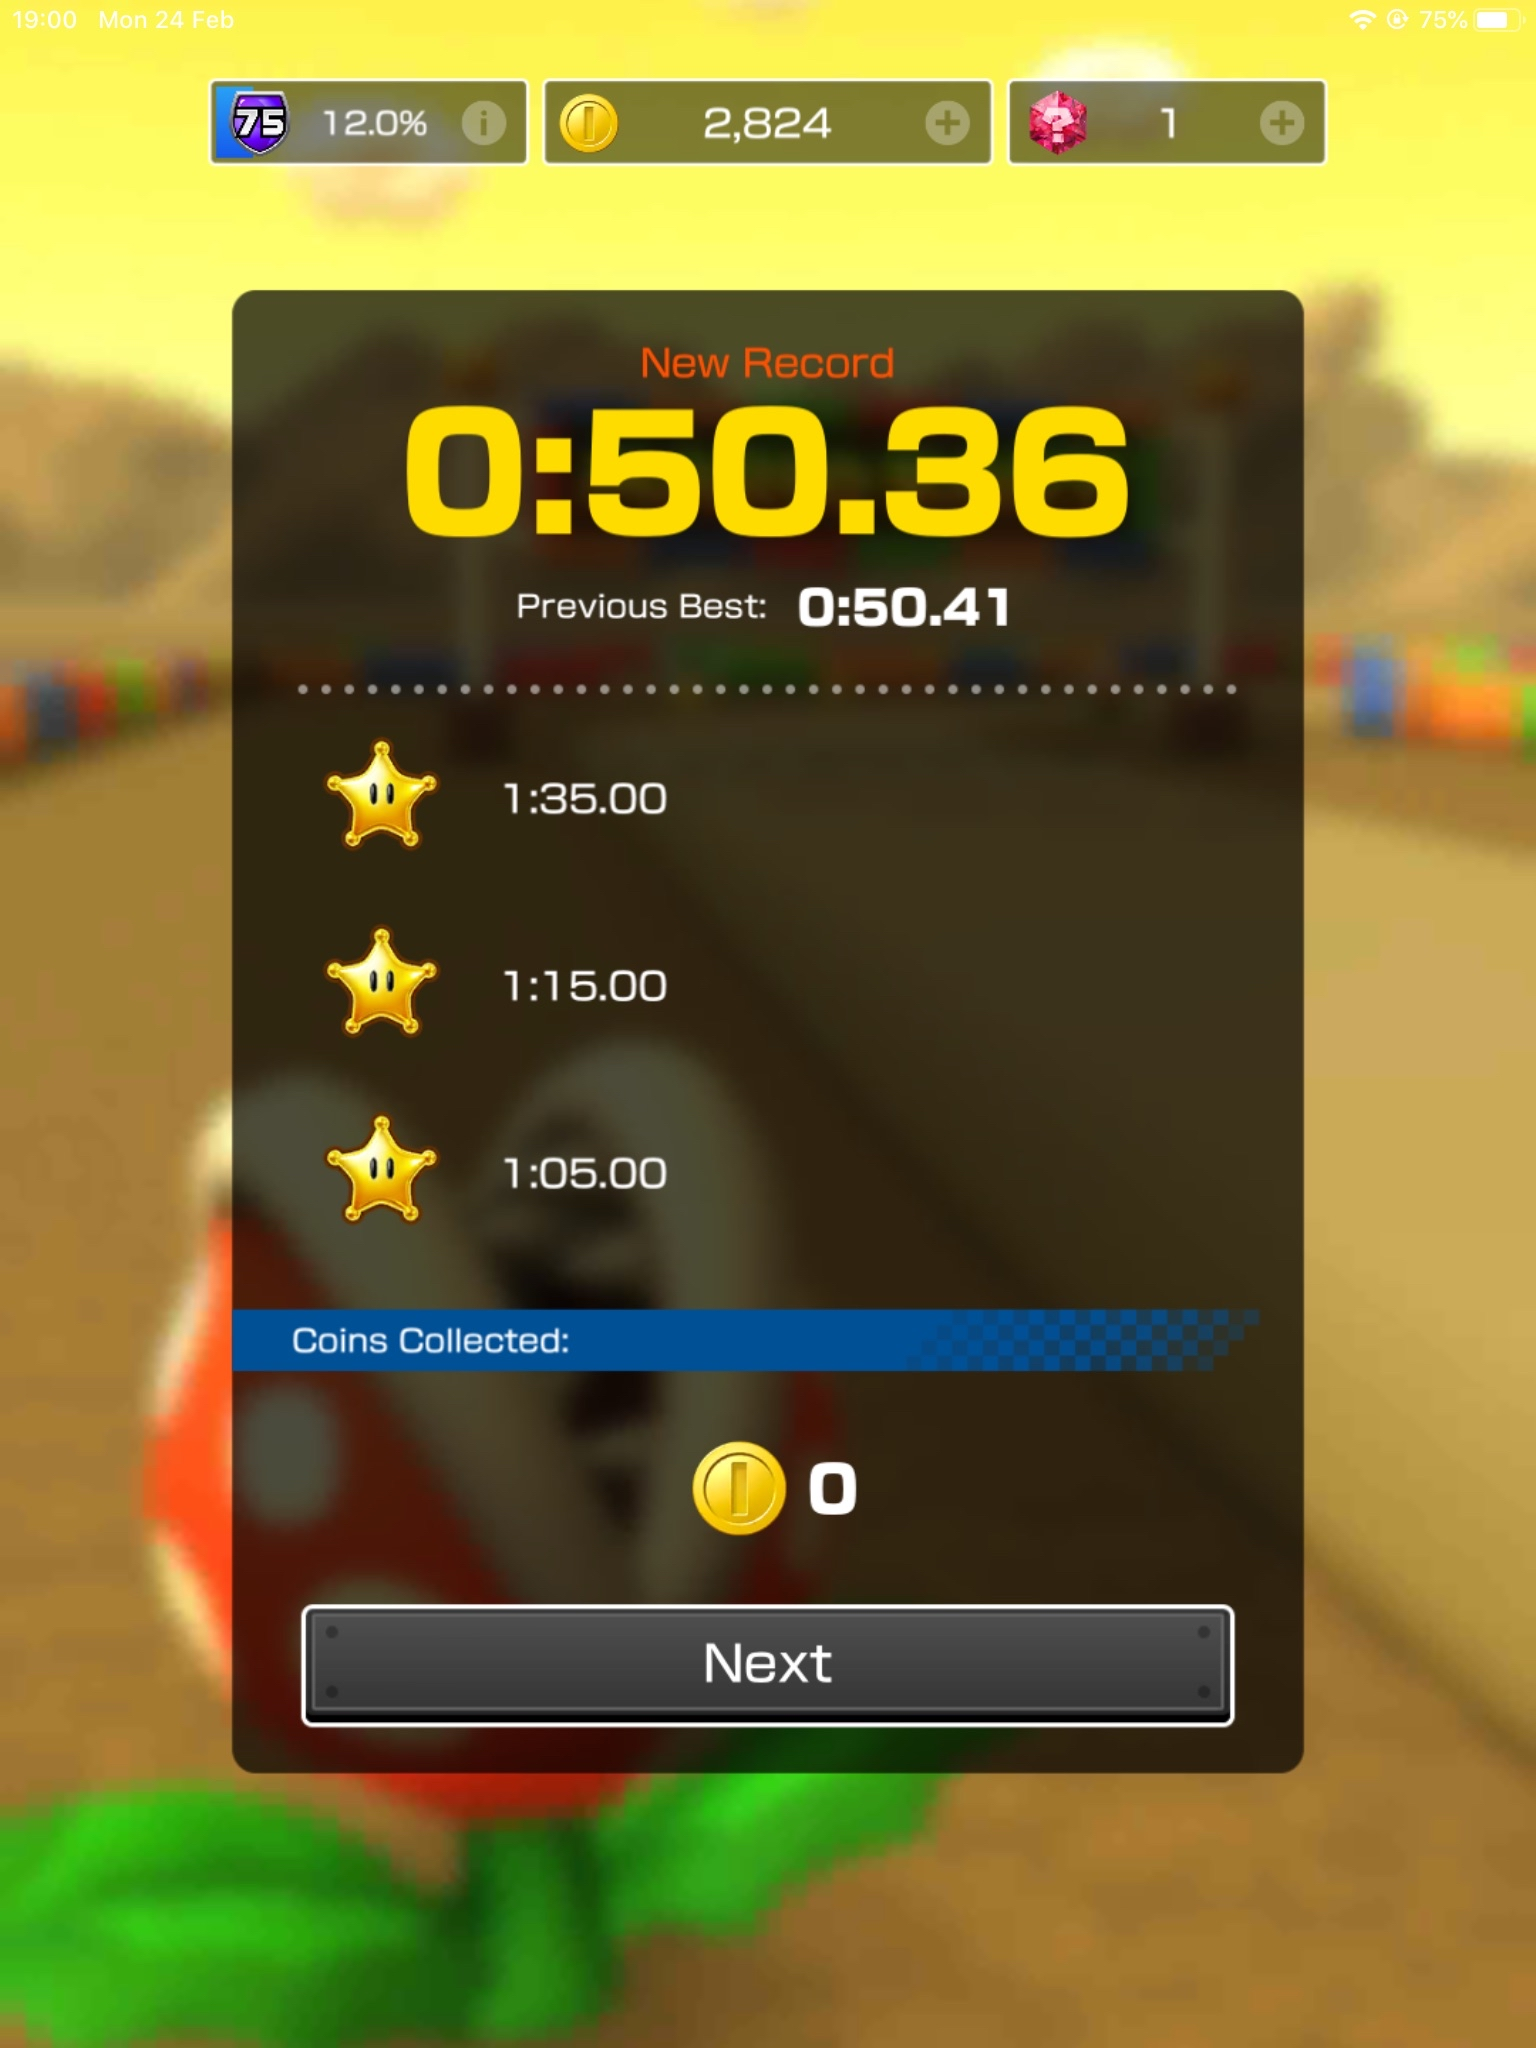 19:00 Mon 24 Feb 75%
75 12.0% i 2,824 + ? 1 +
New Record
0:50.36
Previous Best: 0:50.41
1:35.00
1:15.00
1:05.00
Coins Collected:
0
Next